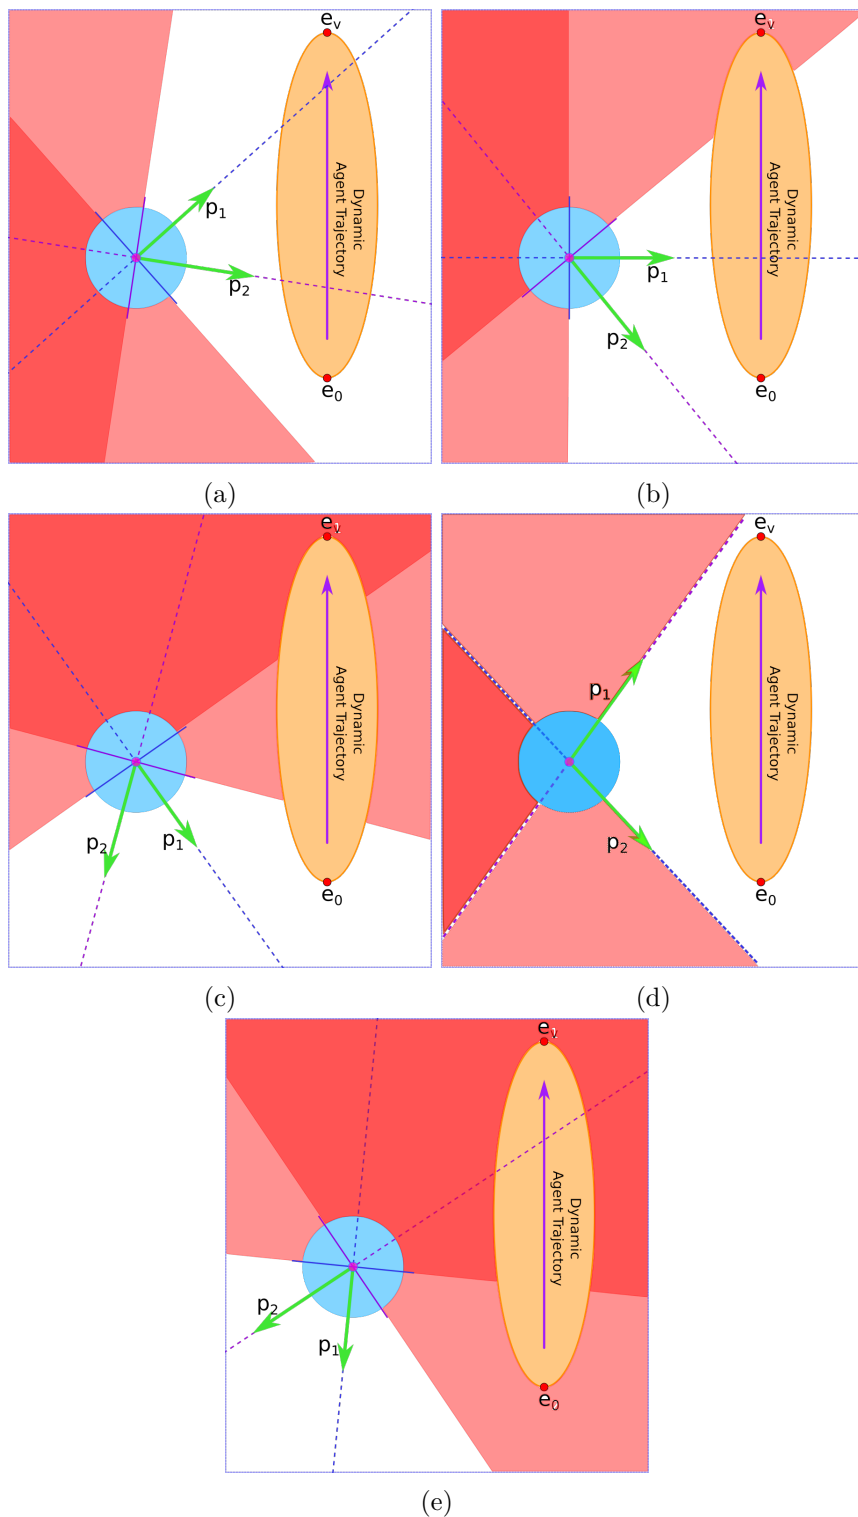 e_v
p_1
p_2
Dynamic
Agent Trajectory
e_0
(a)
e_v
p_1
p_2
Dynamic
Agent Trajectory
e_0
(b)
e_v
p_2
p_1
Dynamic
Agent Trajectory
e_0
(c)
e_v
p_1
p_2
Dynamic
Agent Trajectory
e_0
(d)
e_v
p_2
p_1
Dynamic
Agent Trajectory
e_0
(e)